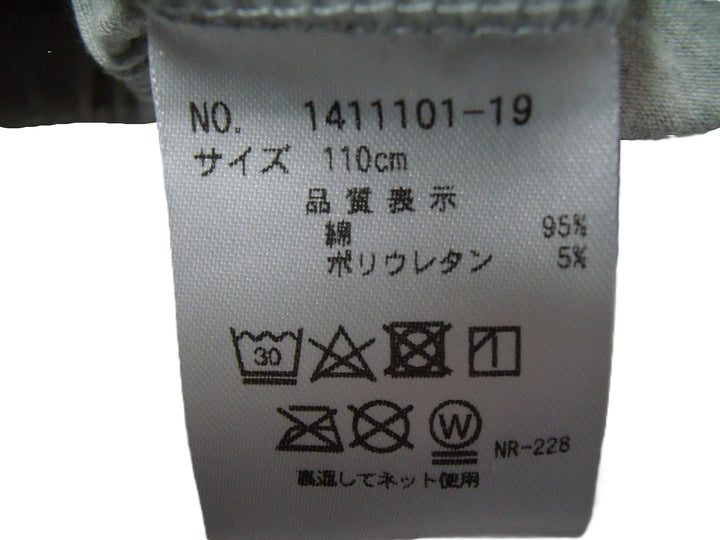 NO. 1411101-19
サイズ 110cm
品質表示
綿 95%
ポリウレタン 5%
30
W NR-228
裏返してネット使用